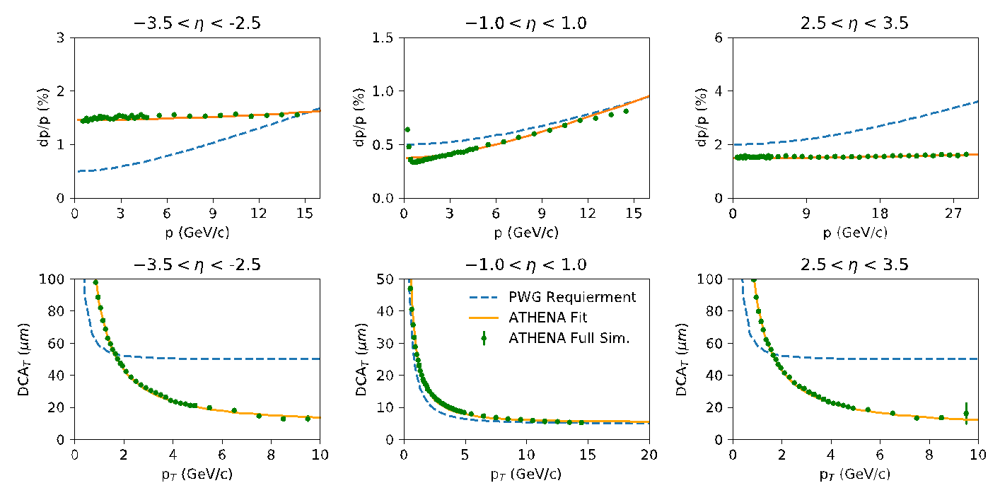 −3.5 < η < -2.5
−1.0 < η < 1.0
2.5 < η < 3.5
dp/p (%)
3
2
1
0
0 3 6 9 12 15
p (GeV/c)
dp/p (%)
1.5
1.0
0.5
0.0
0 3 6 9 12 15
p (GeV/c)
dp/p (%)
6
4
2
0
0 9 18 27
p (GeV/c)
−3.5 < η < -2.5
−1.0 < η < 1.0
2.5 < η < 3.5
DCA_T (μm)
100
80
60
40
20
0
0 2 4 6 8 10
p_T (GeV/c)
DCA_T (μm)
50
40
30
20
10
0
PWG Requierment
ATHENA Fit
ATHENA Full Sim.
0 5 10 15 20
p_T (GeV/c)
DCA_T (μm)
100
80
60
40
20
0
0 2 4 6 8 10
p_T (GeV/c)